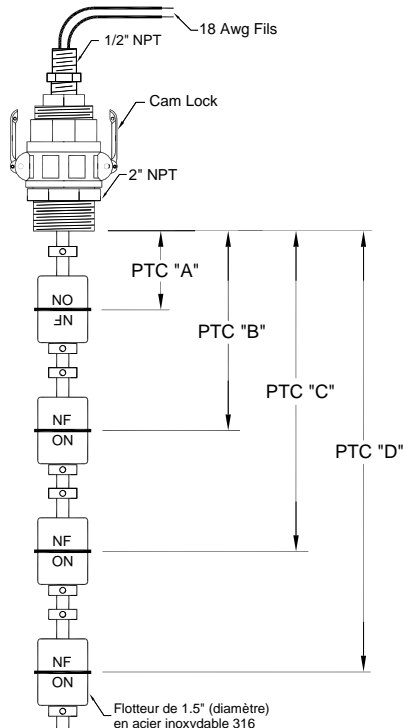 18 Awg Fils
1/2" NPT
Cam Lock
2" NPT
PTC "A"
PTC "B"
PTC "C"
PTC "D"
NO
NF
NF
ON
NF
ON
NF
ON
Flotteur de 1.5" (diamètre)
en acier inoxydable 316